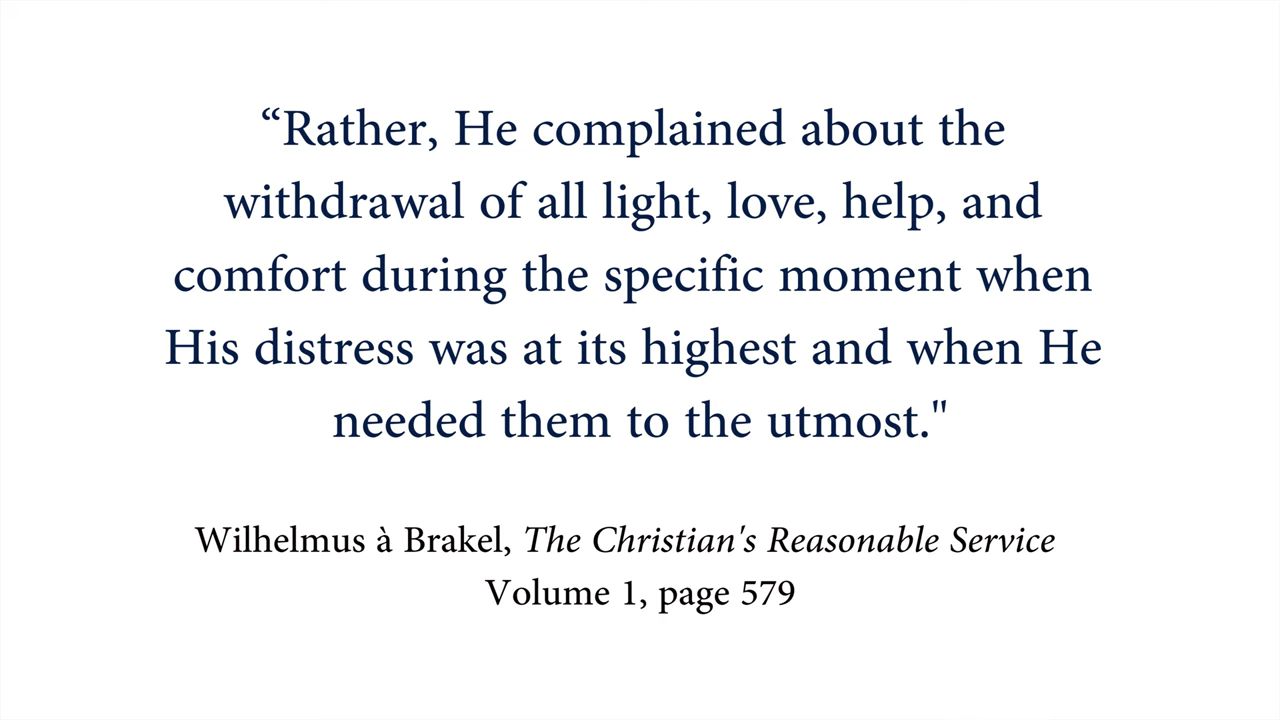 “Rather, He complained about the
withdrawal of all light, love, help, and
comfort during the specific moment when
His distress was at its highest and when He
needed them to the utmost."
Wilhelmus à Brakel, The Christian's Reasonable Service
Volume 1, page 579